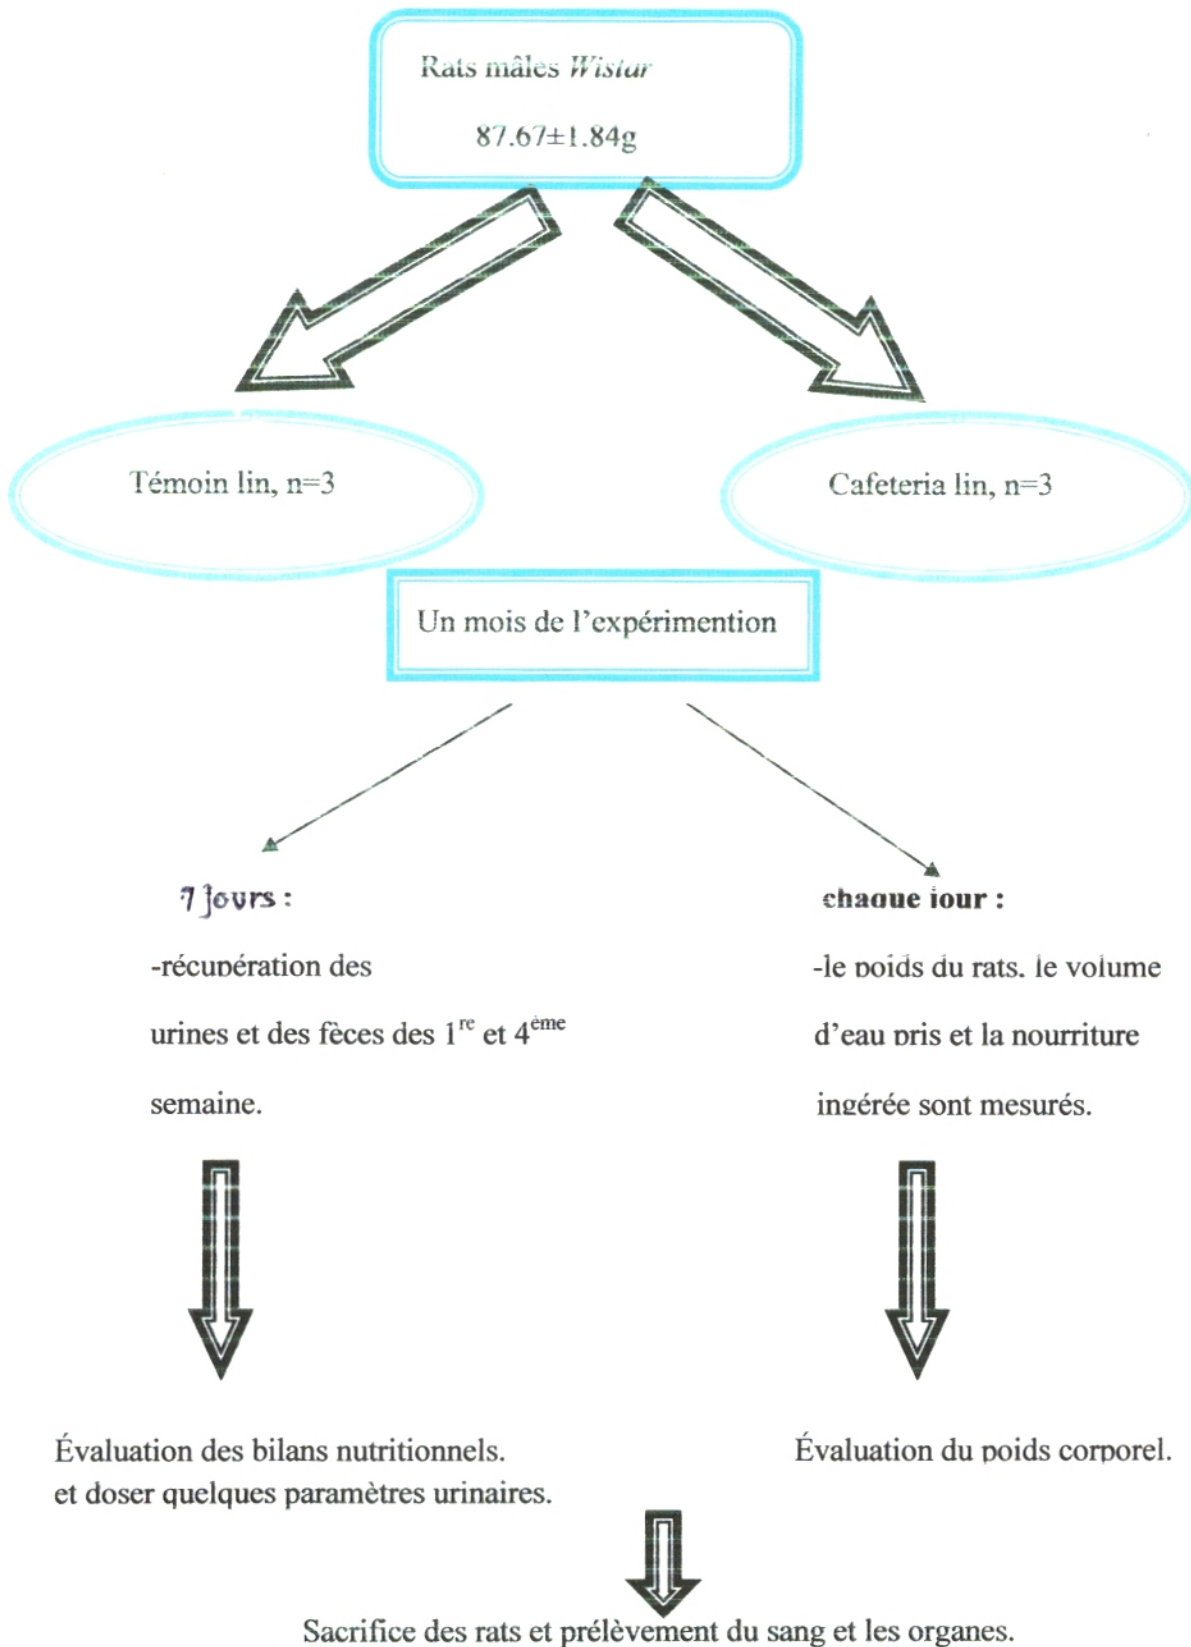 Rats mâles Wistar
87.67±1.84g
Témoin lin, n=3
Cafeteria lin, n=3
Un mois de l'expérimention
7 jours :
-récupération des
urines et des fèces des 1re et 4ème
semaine.
chaque jour :
-le poids du rats. le volume
d'eau pris et la nourriture
ingérée sont mesurés.
Évaluation des bilans nutritionnels.
et doser quelques paramètres urinaires.
Évaluation du poids corporel.
Sacrifice des rats et prélèvement du sang et les organes.